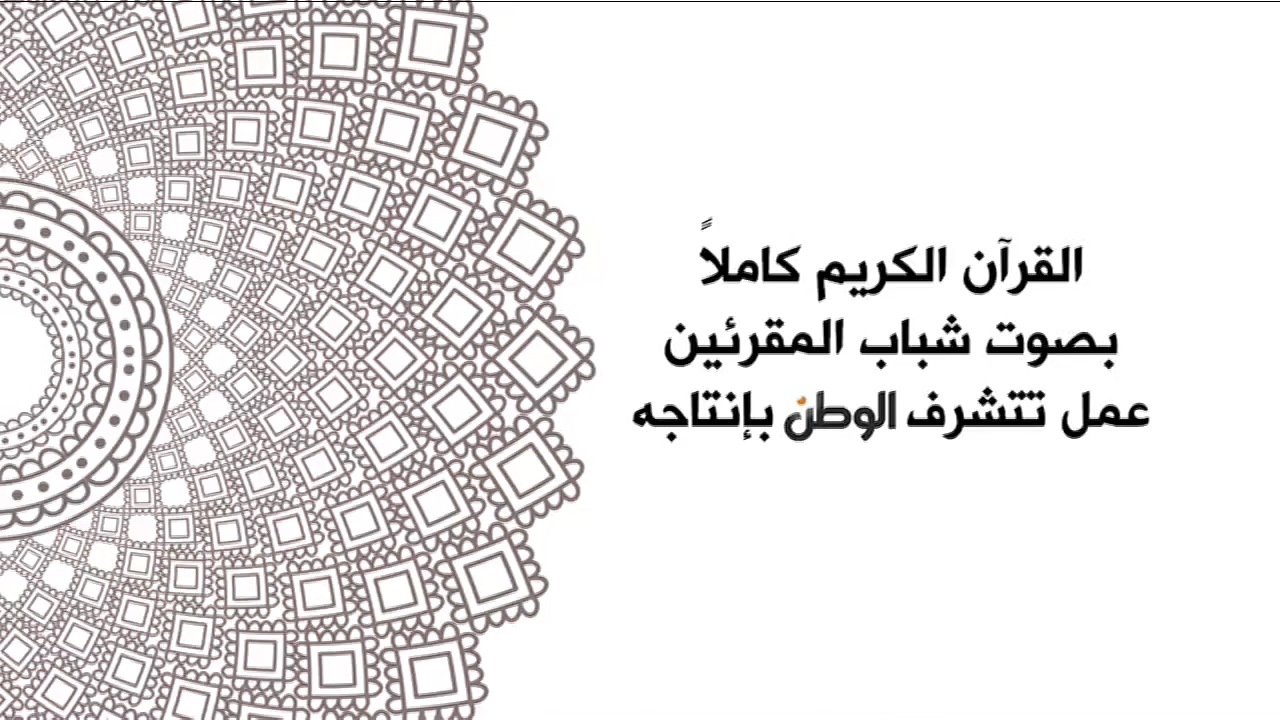 القرآن الكريم كاملاً
بصوت شباب المقرئين
عمل تتشرف الوطن بإنتاجه